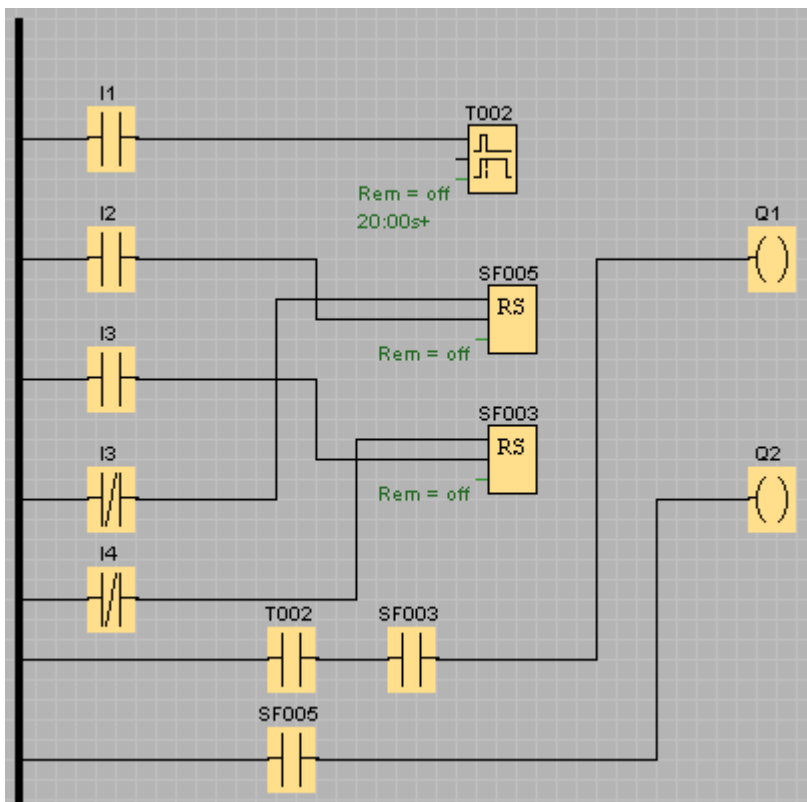 I1
T002
Rem = off
20:00s+
I2
Q1
SF005
RS
Rem = off
I3
SF003
RS
Rem = off
I3
Q2
I4
T002
SF003
SF005